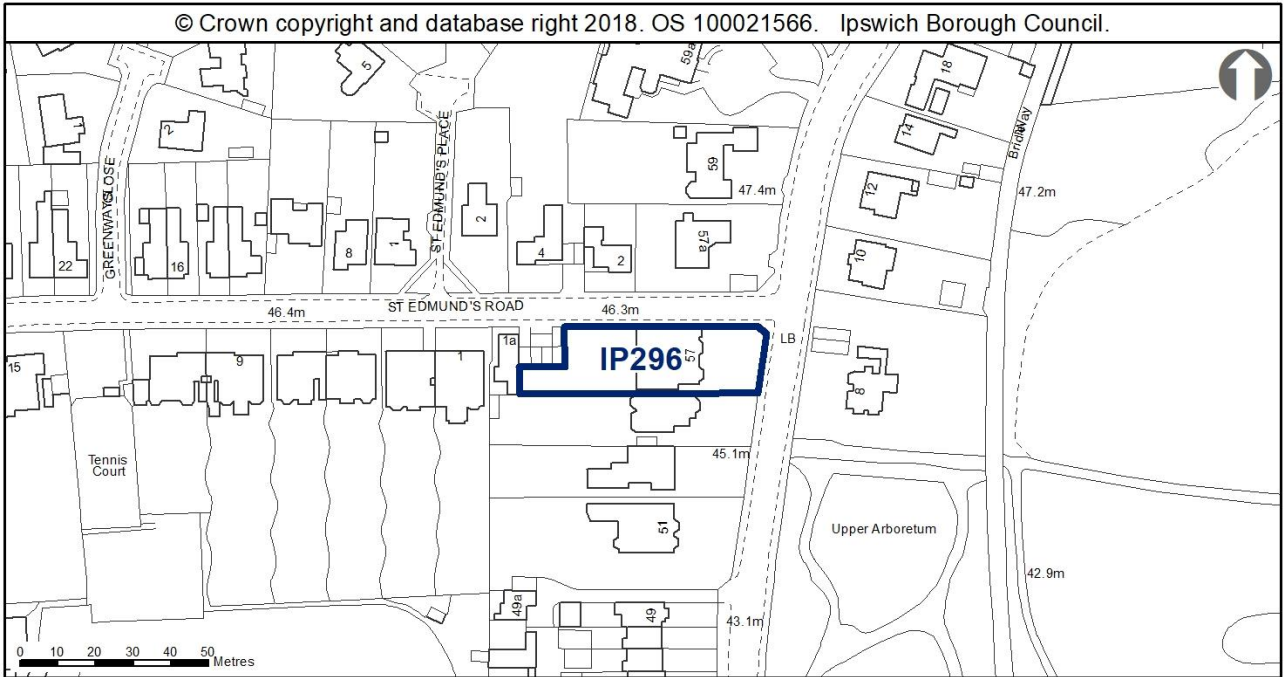 © Crown copyright and database right 2018. OS 100021566. Ipswich Borough Council.
5
59a
18
1
2
GREENWAYS CLOSE
ST EDMUND'S PLACE
14
Bridleway
59
47.4m
12
47.2m
22
16
8
1
2
4
2
57a
10
ST EDMUND'S ROAD
46.4m
46.3m
15
9
1
1a
IP296
57
LB
8
Tennis
Court
45.1m
51
Upper Arboretum
42.9m
49a
49
43.1m
0 10 20 30 40 50
Metres